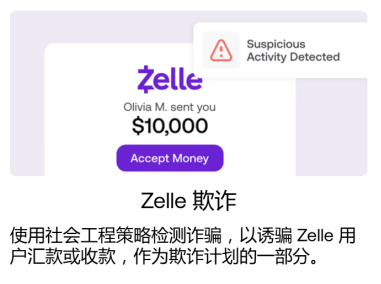 Suspicious
Activity Detected
Zelle
Olivia M. sent you
$10,000
Accept Money
Zelle 欺诈
使用社会工程策略检测诈骗，以诱骗 Zelle 用
户汇款或收款，作为欺诈计划的一部分。